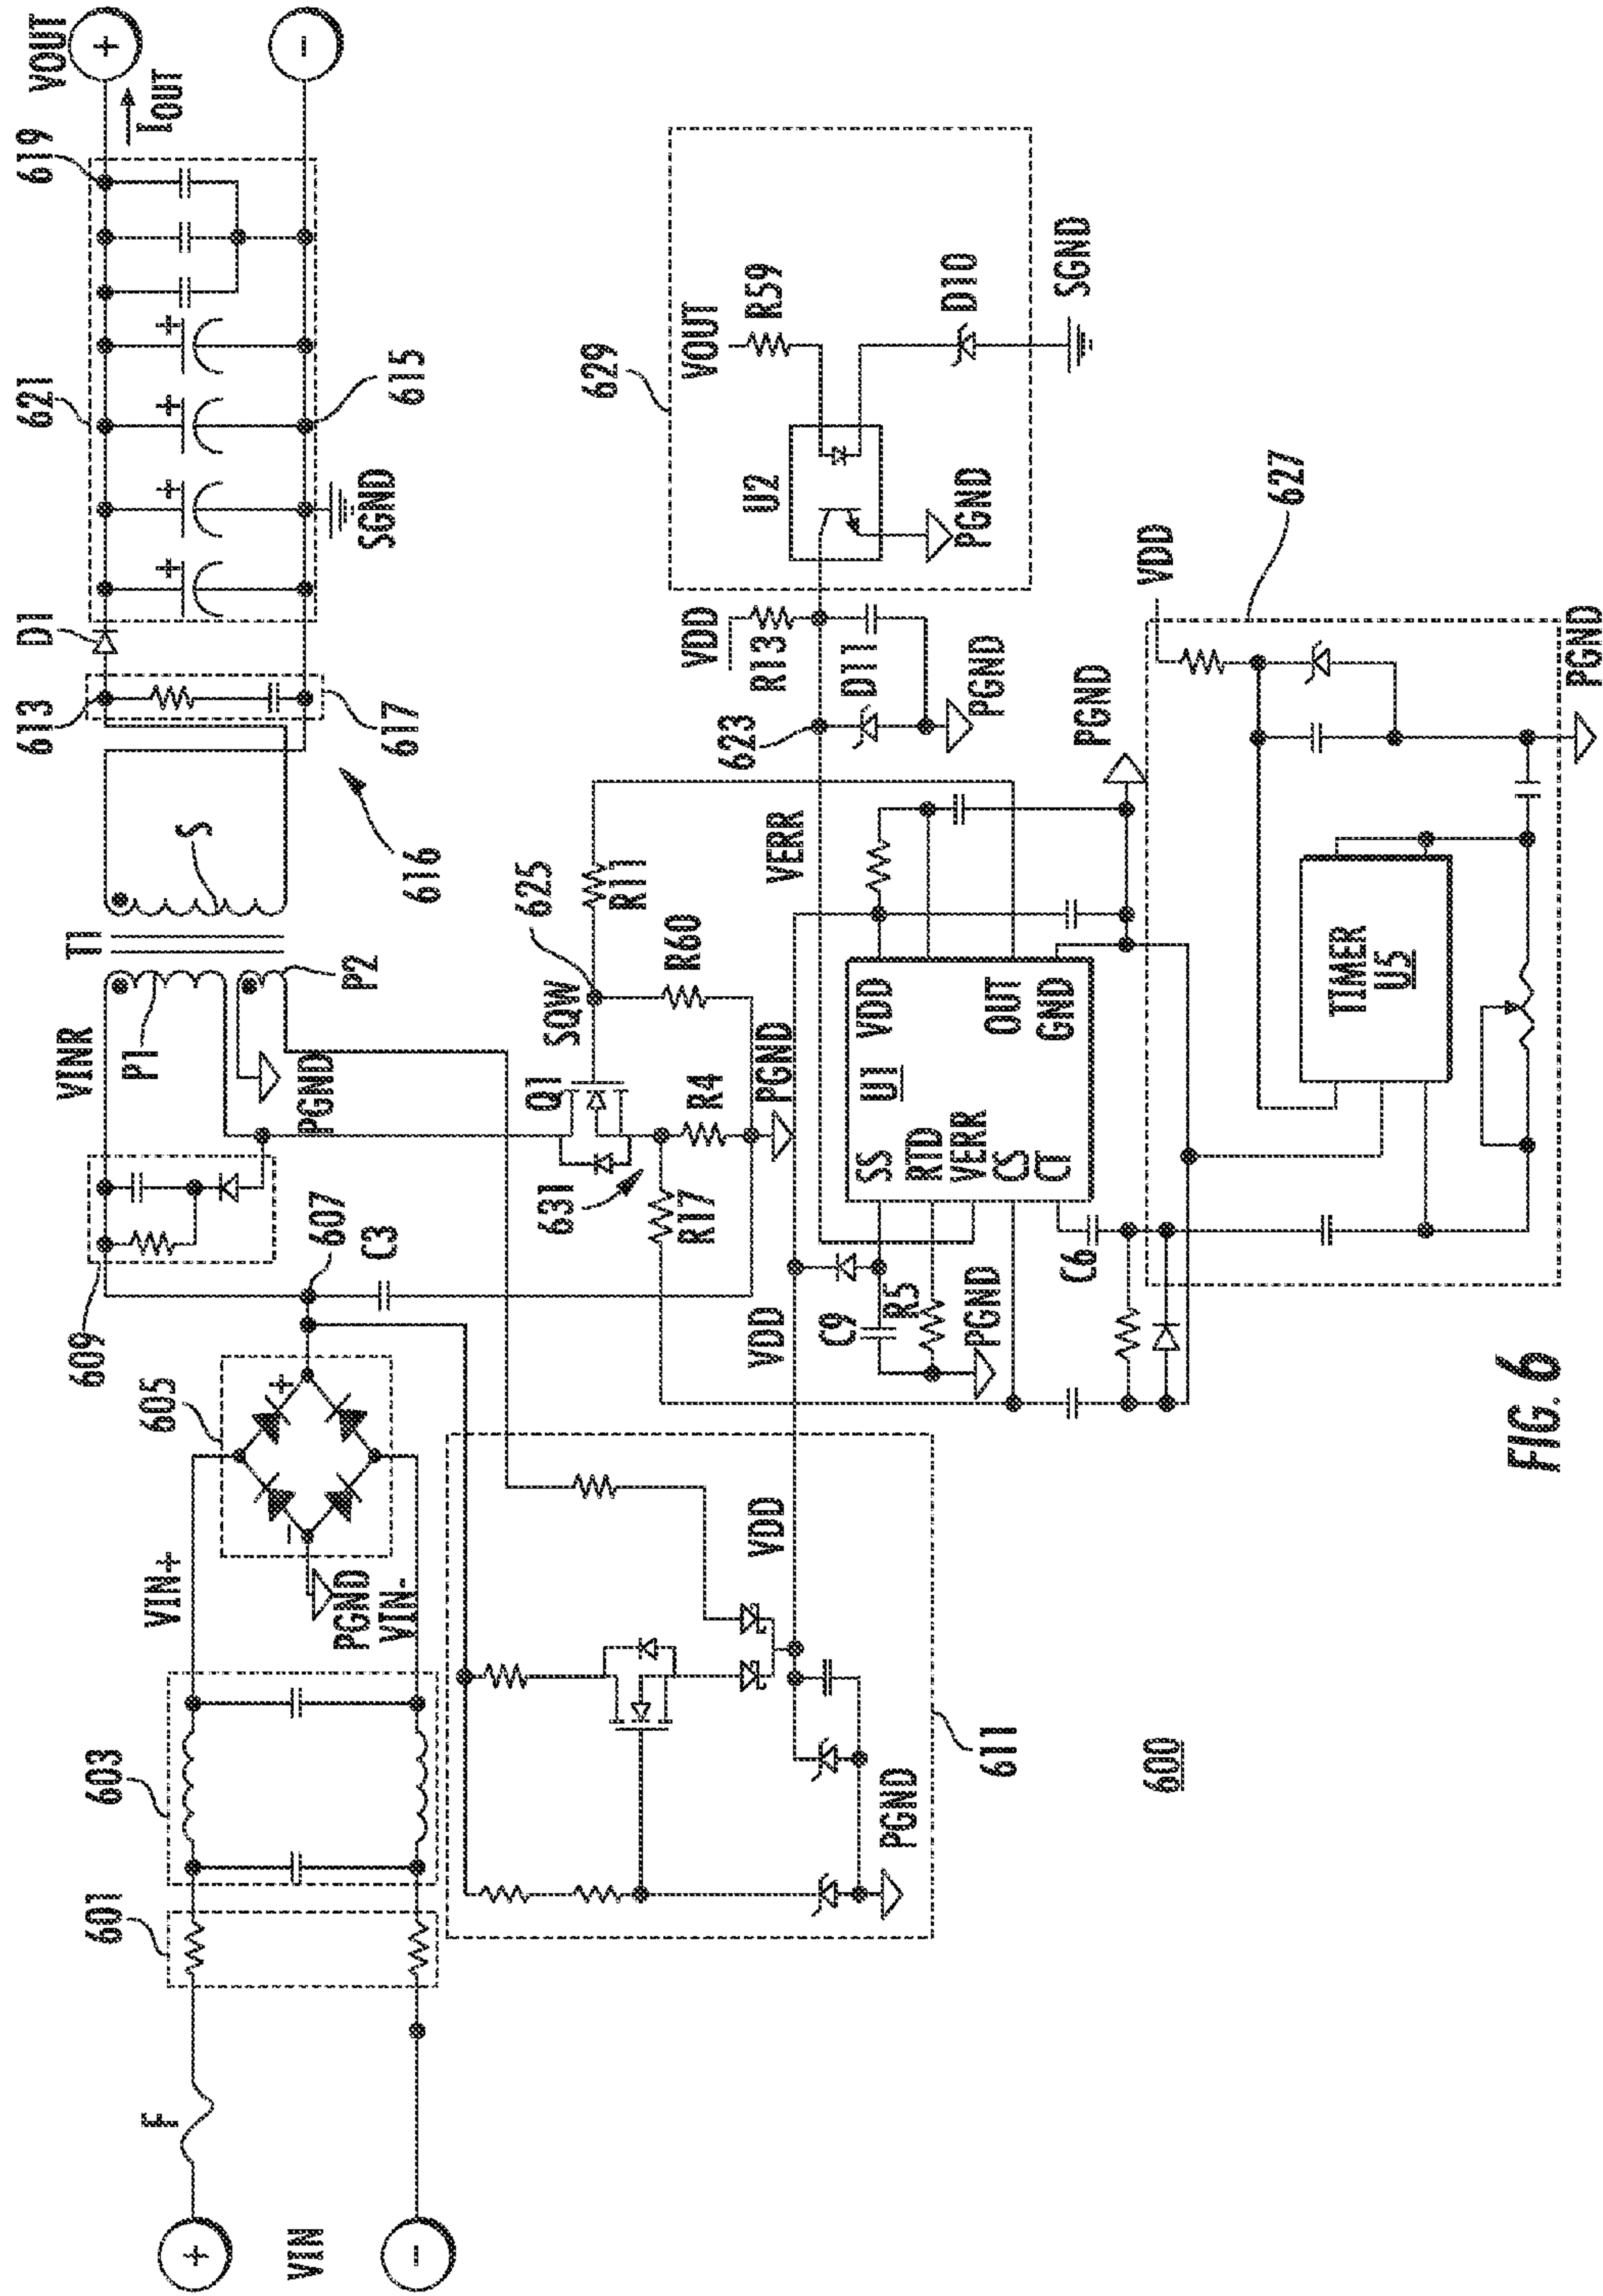 VIN
F
601
603
VIN+
PGND
VIN-
605
609
607
C3
VINR
P1
PGND
T1
P2
S
616
613
617
D1
621
SGND
615
619
VOUT
IOUT
611
VDD
PGND
631
Q1
SQW
625
R11
R60
R4
R17
PGND
VDD
C9
R5
PGND
C6
SS
RTD
VERR
CS
CT
U1
VDD
OUT
GND
VERR
623
VDD
R13
D11
PGND
PGND
629
VOUT
R59
U2
PGND
D10
SGND
VDD
627
TIMER
U5
PGND
600
FIG. 6